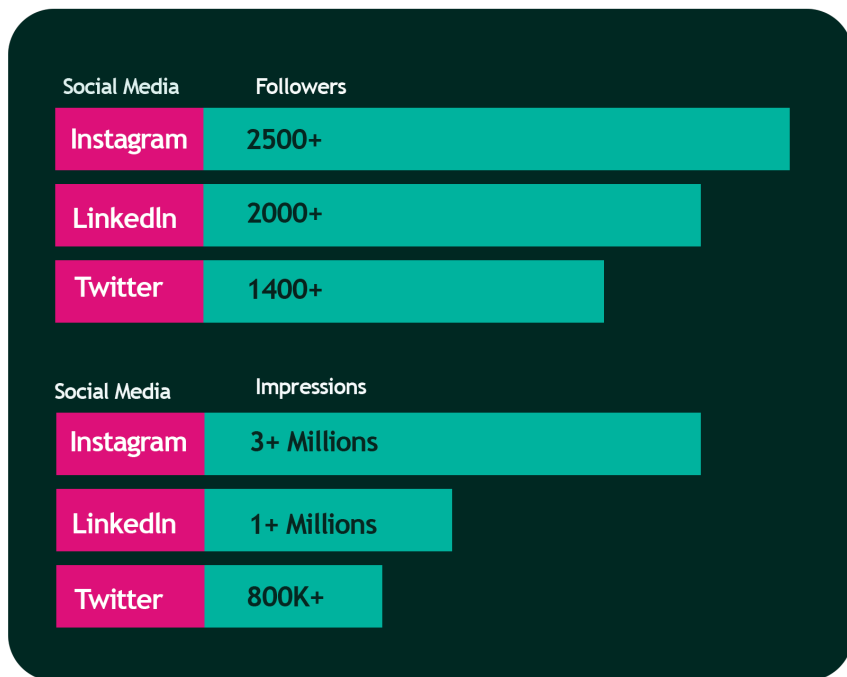 Social Media Followers
Instagram 2500+
LinkedIn 2000+
Twitter 1400+
Social Media Impressions
Instagram 3+ Millions
LinkedIn 1+ Millions
Twitter 800K+